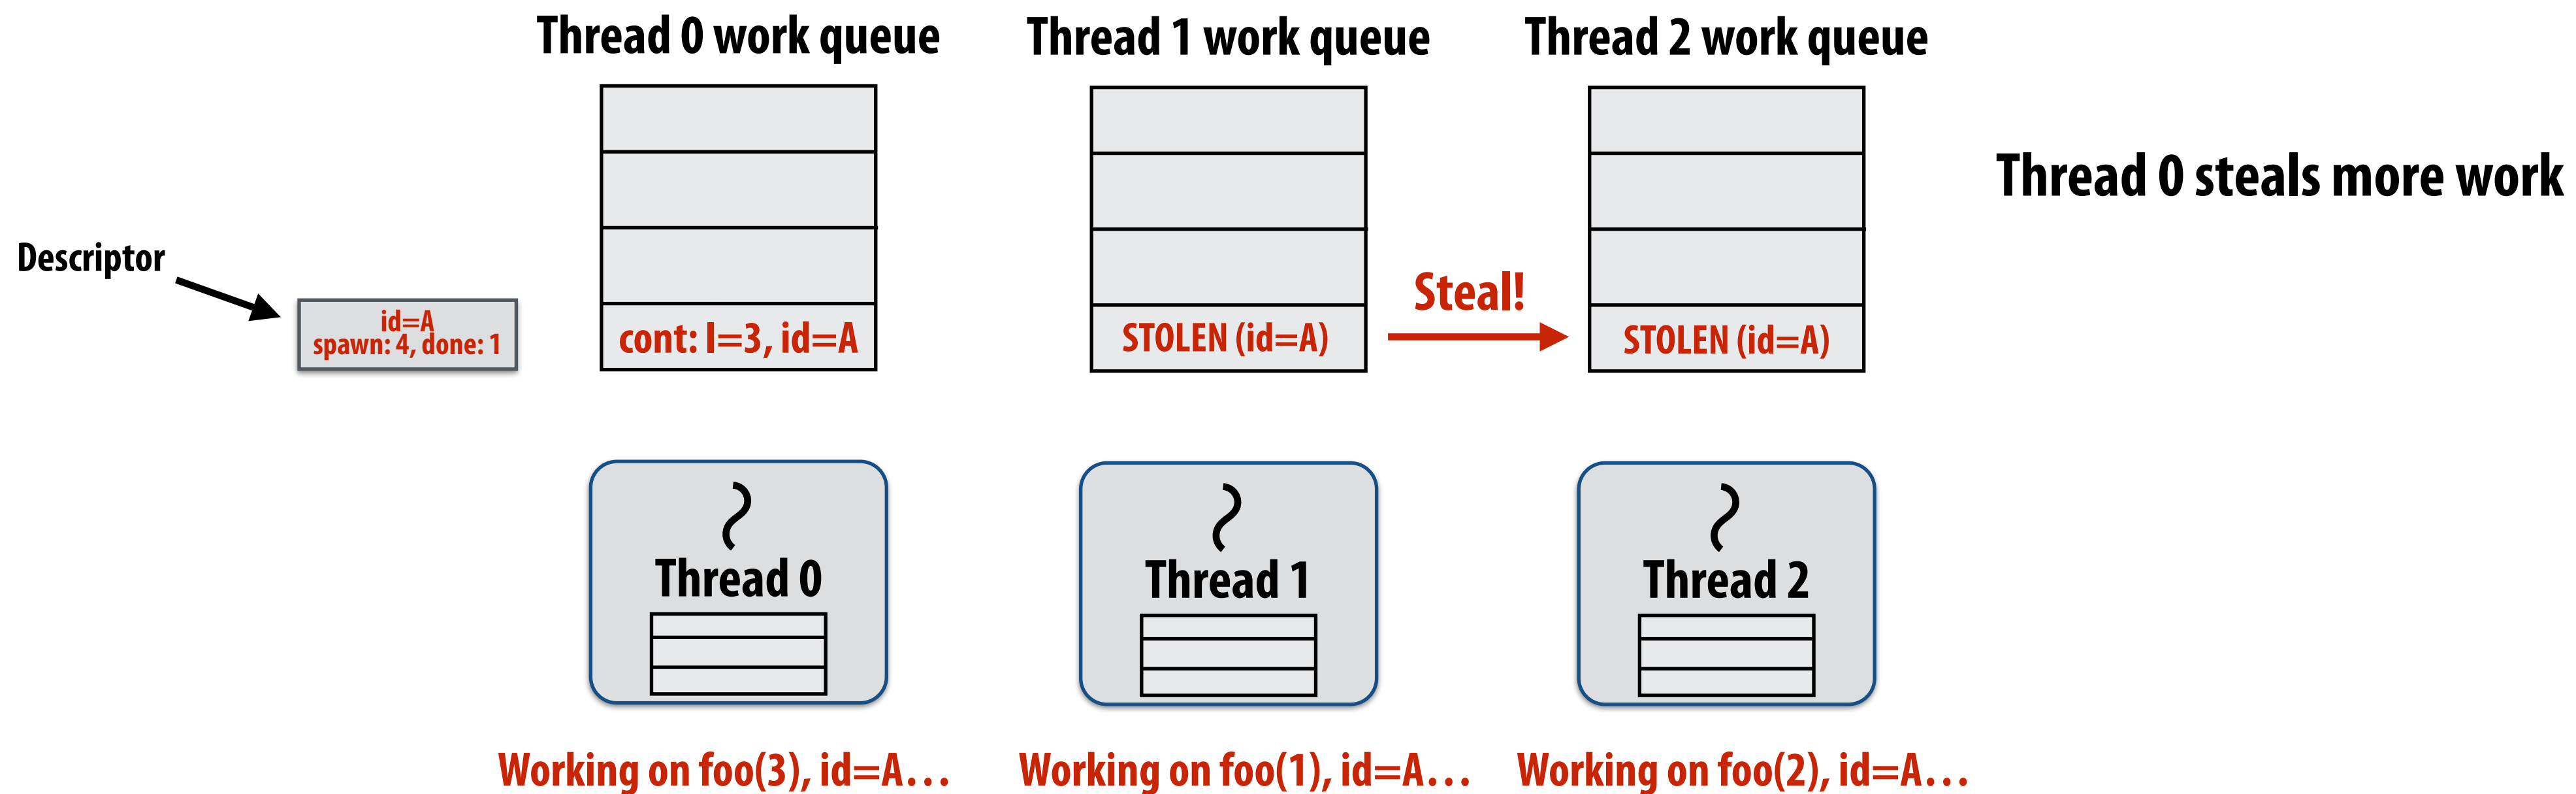 Thread 0 work queue
Thread 1 work queue
Thread 2 work queue
Thread 0 steals more work
Descriptor
id=A
spawn: 4, done: 1
cont: I=3, id=A
STOLEN (id=A)
Steal!
STOLEN (id=A)
Thread 0
Thread 1
Thread 2
Working on foo(3), id=A…
Working on foo(1), id=A…
Working on foo(2), id=A…